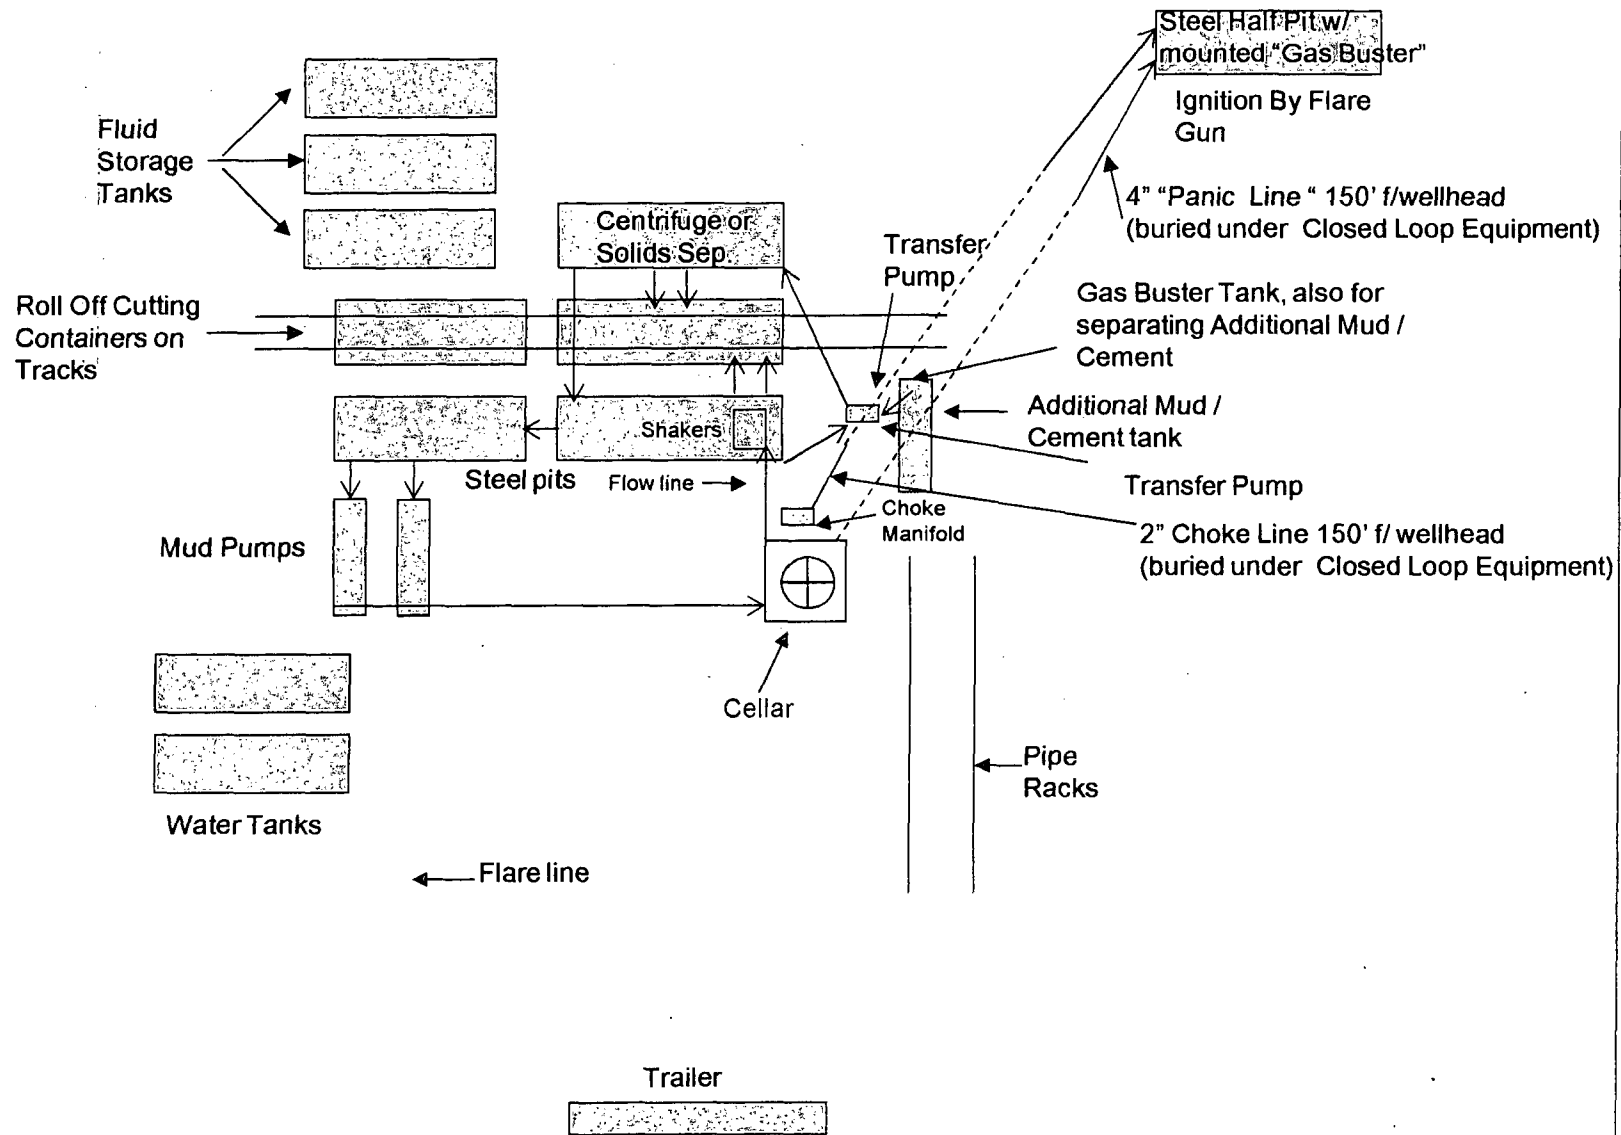 Steel Half Pit w/
mounted “Gas Buster”
Ignition By Flare
Gun
Fluid
Storage
Tanks
4” “Panic Line “ 150’ f/wellhead
(buried under Closed Loop Equipment)
Centrifuge or
Solids Sep.
Transfer
Pump
Gas Buster Tank, also for
separating Additional Mud /
Cement
Roll Off Cutting
Containers on
Tracks
Additional Mud /
Cement tank
Shakers
Steel pits
Flow line
Transfer Pump
Choke
Manifold
2” Choke Line 150’ f/ wellhead
(buried under Closed Loop Equipment)
Mud Pumps
Cellar
Pipe
Racks
Water Tanks
Flare line
Trailer